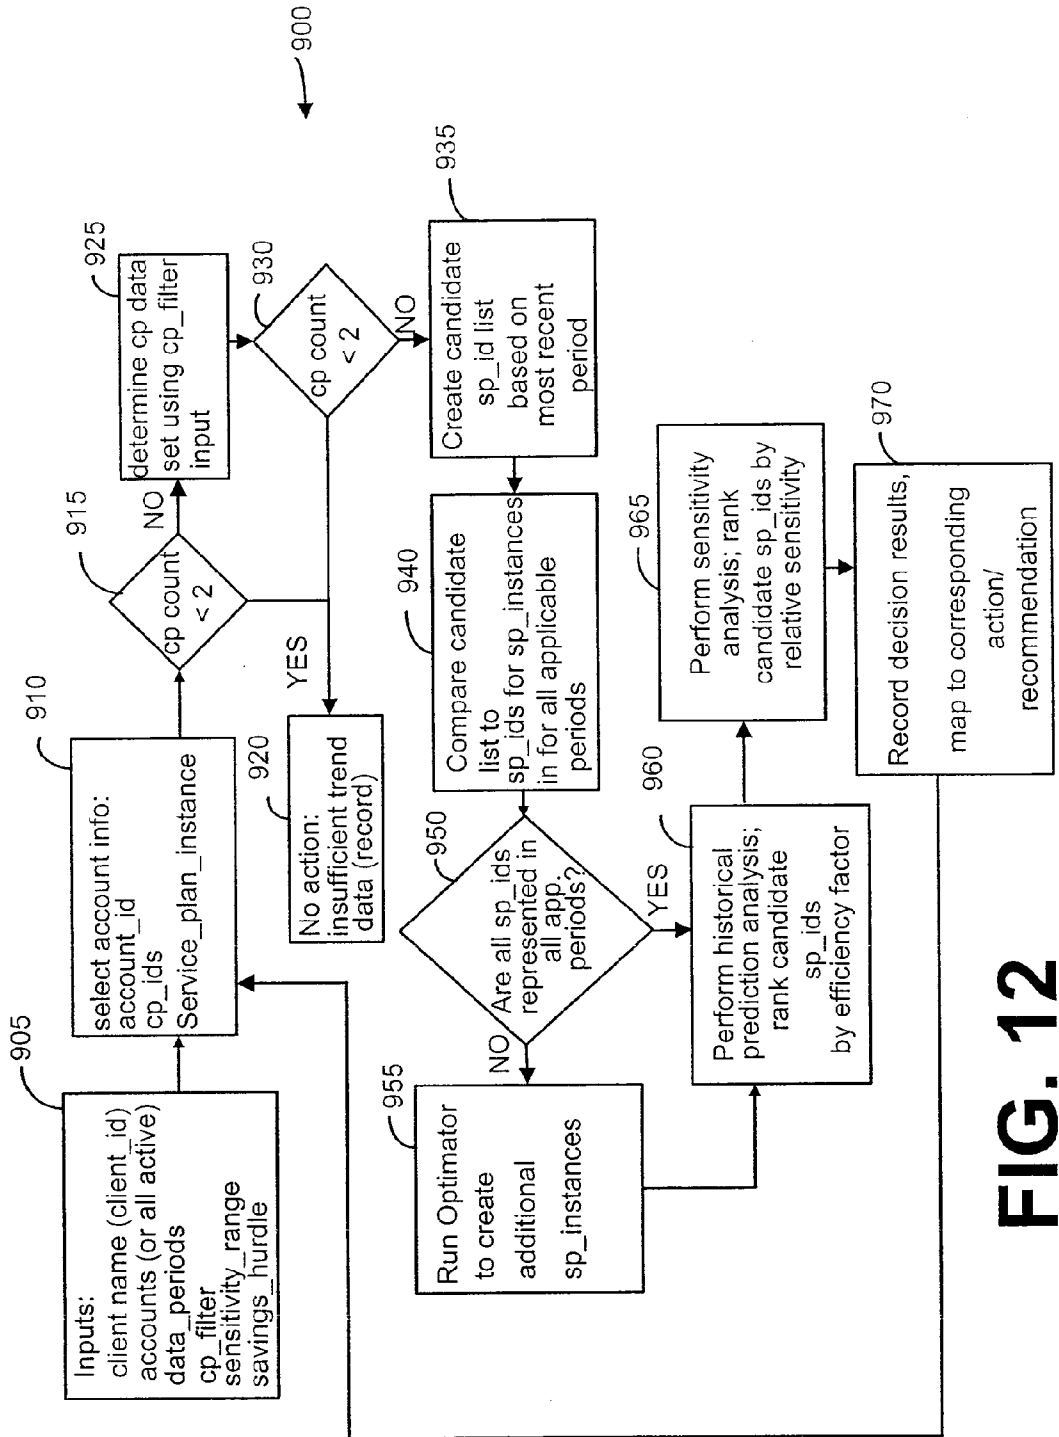 900
905
Inputs:
client name (client_id)
accounts (or all active)
data_periods
cp_filter
sensitivity_range
savings_hurdle
910
select account info:
account_id
cp_ids
Service_plan_instance
915
cp count
< 2
NO
YES
920
No action:
insufficient trend
data (record)
925
determine cp data
set using cp_filter
input
930
cp count
< 2
NO
935
Create candidate
sp_id list
based on
most recent
period
940
Compare candidate
list to
sp_ids for sp_instances
in for all applicable
periods
950
Are all sp_ids
represented in
all app.
periods?
NO
YES
955
Run Optimator
to create
additional
sp_instances
960
Perform historical
prediction analysis;
rank candidate
sp_ids
by efficiency factor
965
Perform sensitivity
analysis; rank
candidate sp_ids by
relative sensitivity
970
Record decision results,
map to corresponding
action/
recommendation
FIG. 12